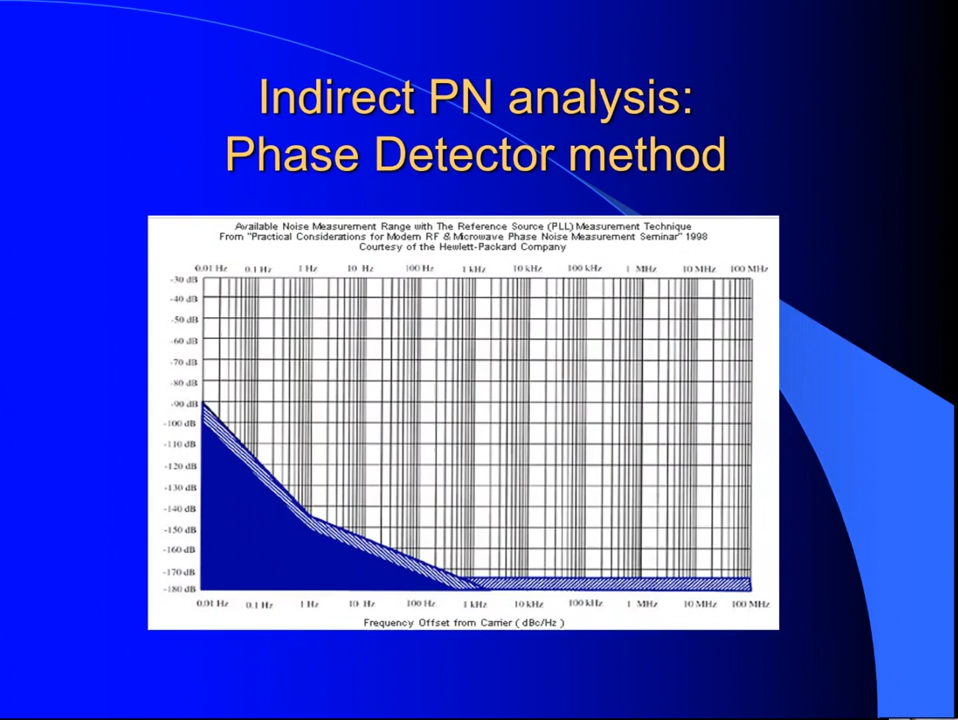 Indirect PN analysis:
Phase Detector method
Available Noise Measurement Range with The Reference Source (PLL) Measurement Technique
From "Practical Considerations for Modern RF & Microwave Phase Noise Measurement Seminar" 1998
Courtesy of the Hewlett-Packard Company
0.01 Hz 0.1 Hz 1 Hz 10 Hz 100 Hz 1 kHz 10 kHz 100 kHz 1 MHz 10 MHz 100 MHz
-30 dB
-40 dB
-50 dB
-60 dB
-70 dB
-80 dB
-90 dB
-100 dB
-110 dB
-120 dB
-130 dB
-140 dB
-150 dB
-160 dB
-170 dB
-180 dB
0.01 Hz 0.1 Hz 1 Hz 10 Hz 100 Hz 1 kHz 10 kHz 100 kHz 1 MHz 10 MHz 100 MHz
Frequency Offset from Carrier ( dBc/Hz )